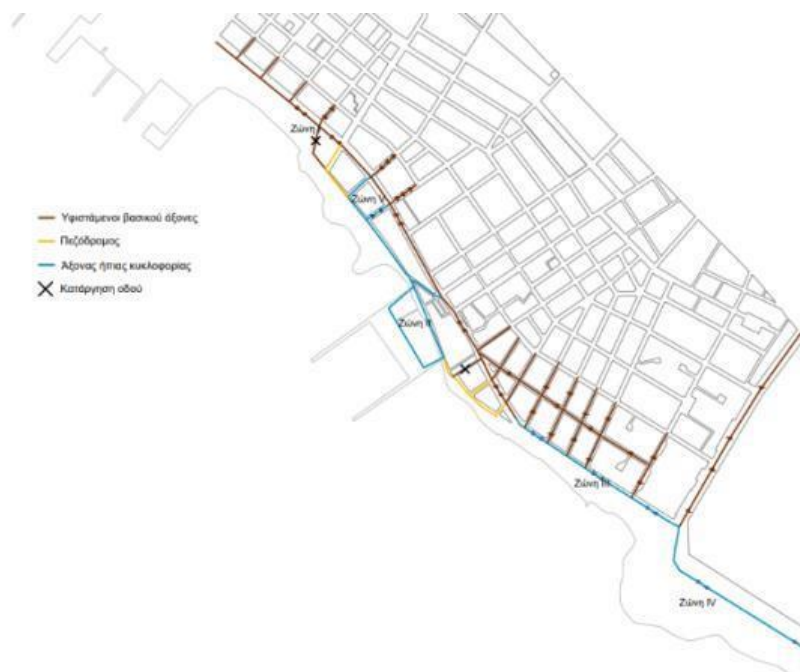 Ζώνη I
Ζώνη V
Υφιστάμενοι βασικού άξονες
Πεζόδρομος
Άξονας ήπιας κυκλοφορίας
Κατάργηση οδού
Ζώνη II
Ζώνη III
Ζώνη IV